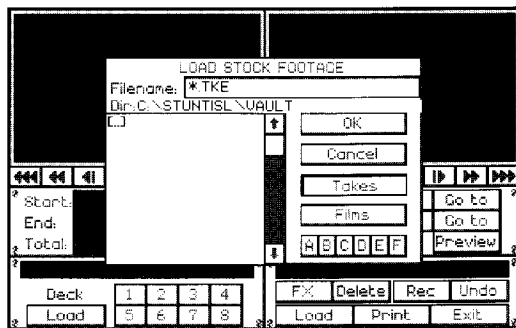 LOAD STOCK FOOTAGE
Filename: *.TKE
Dir:C:\STUNTISL\VAULT
[..]
OK
Cancel
Takes
Films
A B C D E F
Start:
End:
Total:
Go to
Go to
Preview
Deck 1 2 3 4
Load 5 6 7 8
FX Delete Rec Undo
Load Print Exit